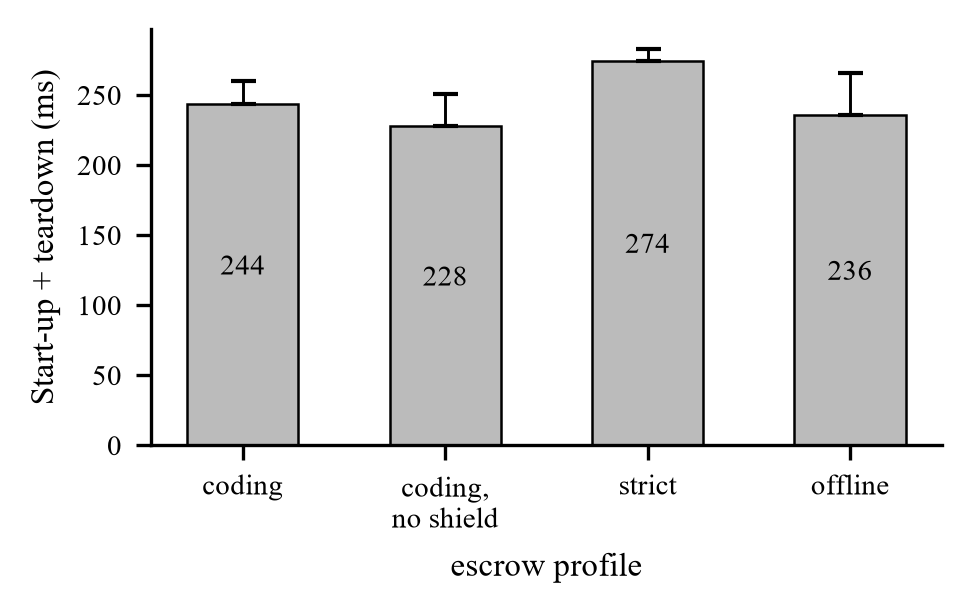 Start-up + teardown (ms)
250
200
150
100
50
0
244
228
274
236
coding
coding,
no shield
strict
offline
escrow profile